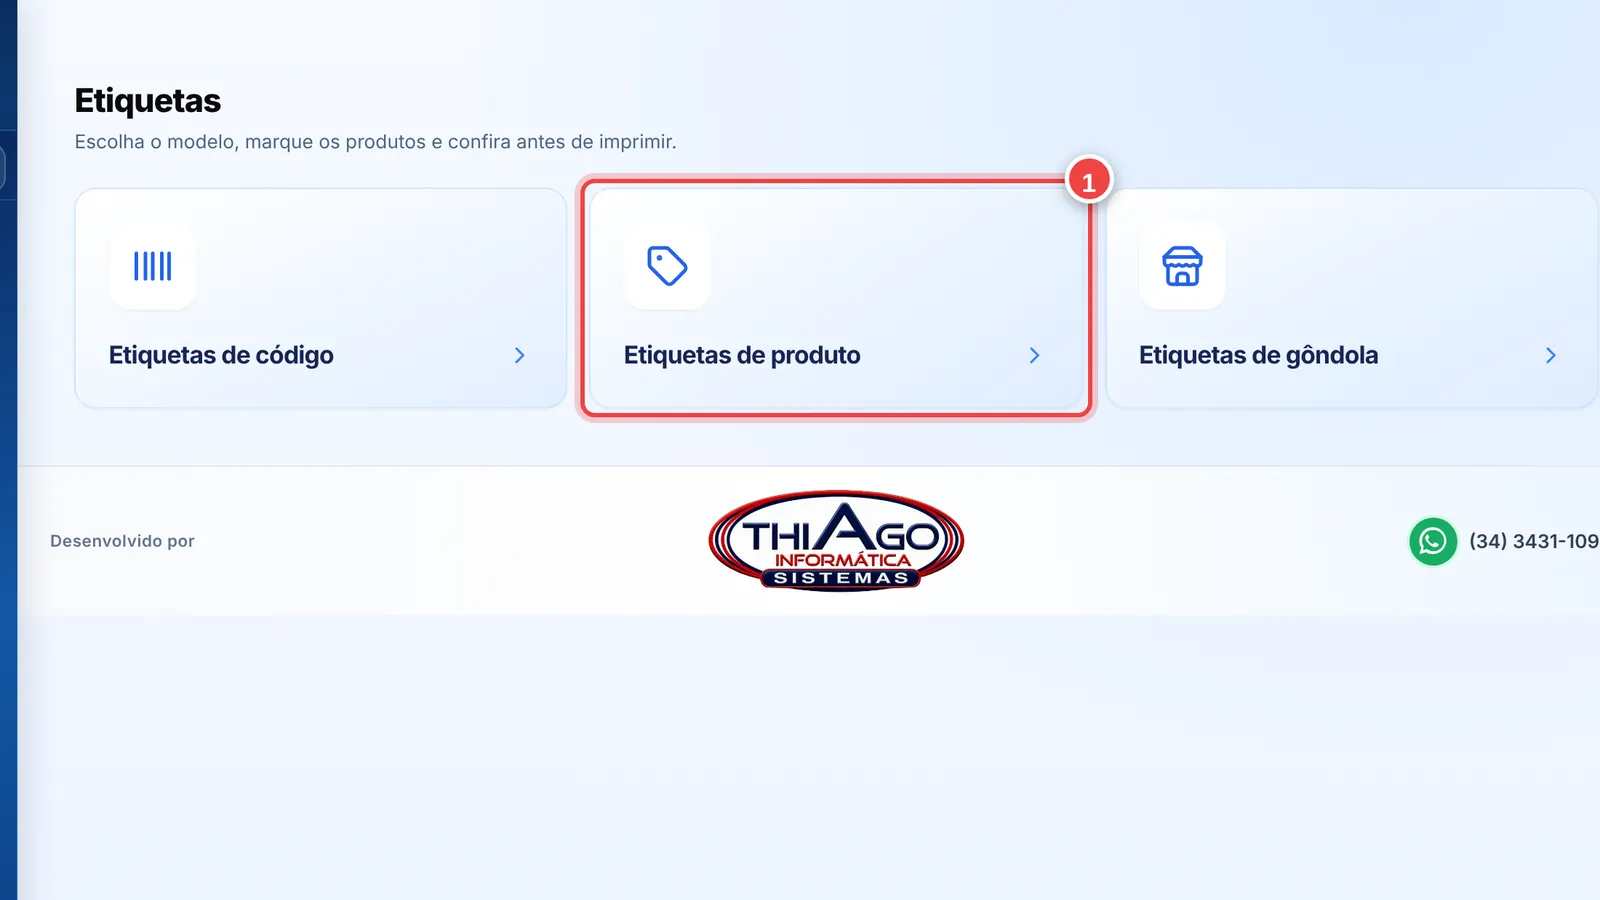 Etiquetas
Escolha o modelo, marque os produtos e confira antes de imprimir.
1
Etiquetas de código
Etiquetas de produto
Etiquetas de gôndola
Desenvolvido por
THIAGO
INFORMÁTICA
SISTEMAS
(34) 3431-109